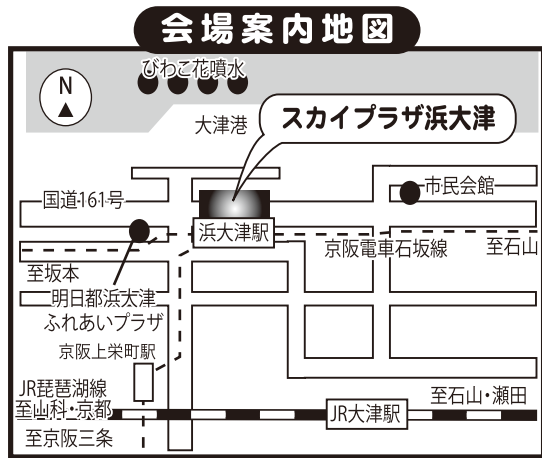 会場案内地図
びわこ花噴水
N
大津港
スカイプラザ浜大津
市民会館
国道161号
浜大津駅
京阪電車石坂線
至石山
至坂本
明日都浜大津
ふれあいプラザ
京阪上栄町駅
JR琵琶湖線
至山科・京都
至石山・瀬田
JR大津駅
至京阪三条